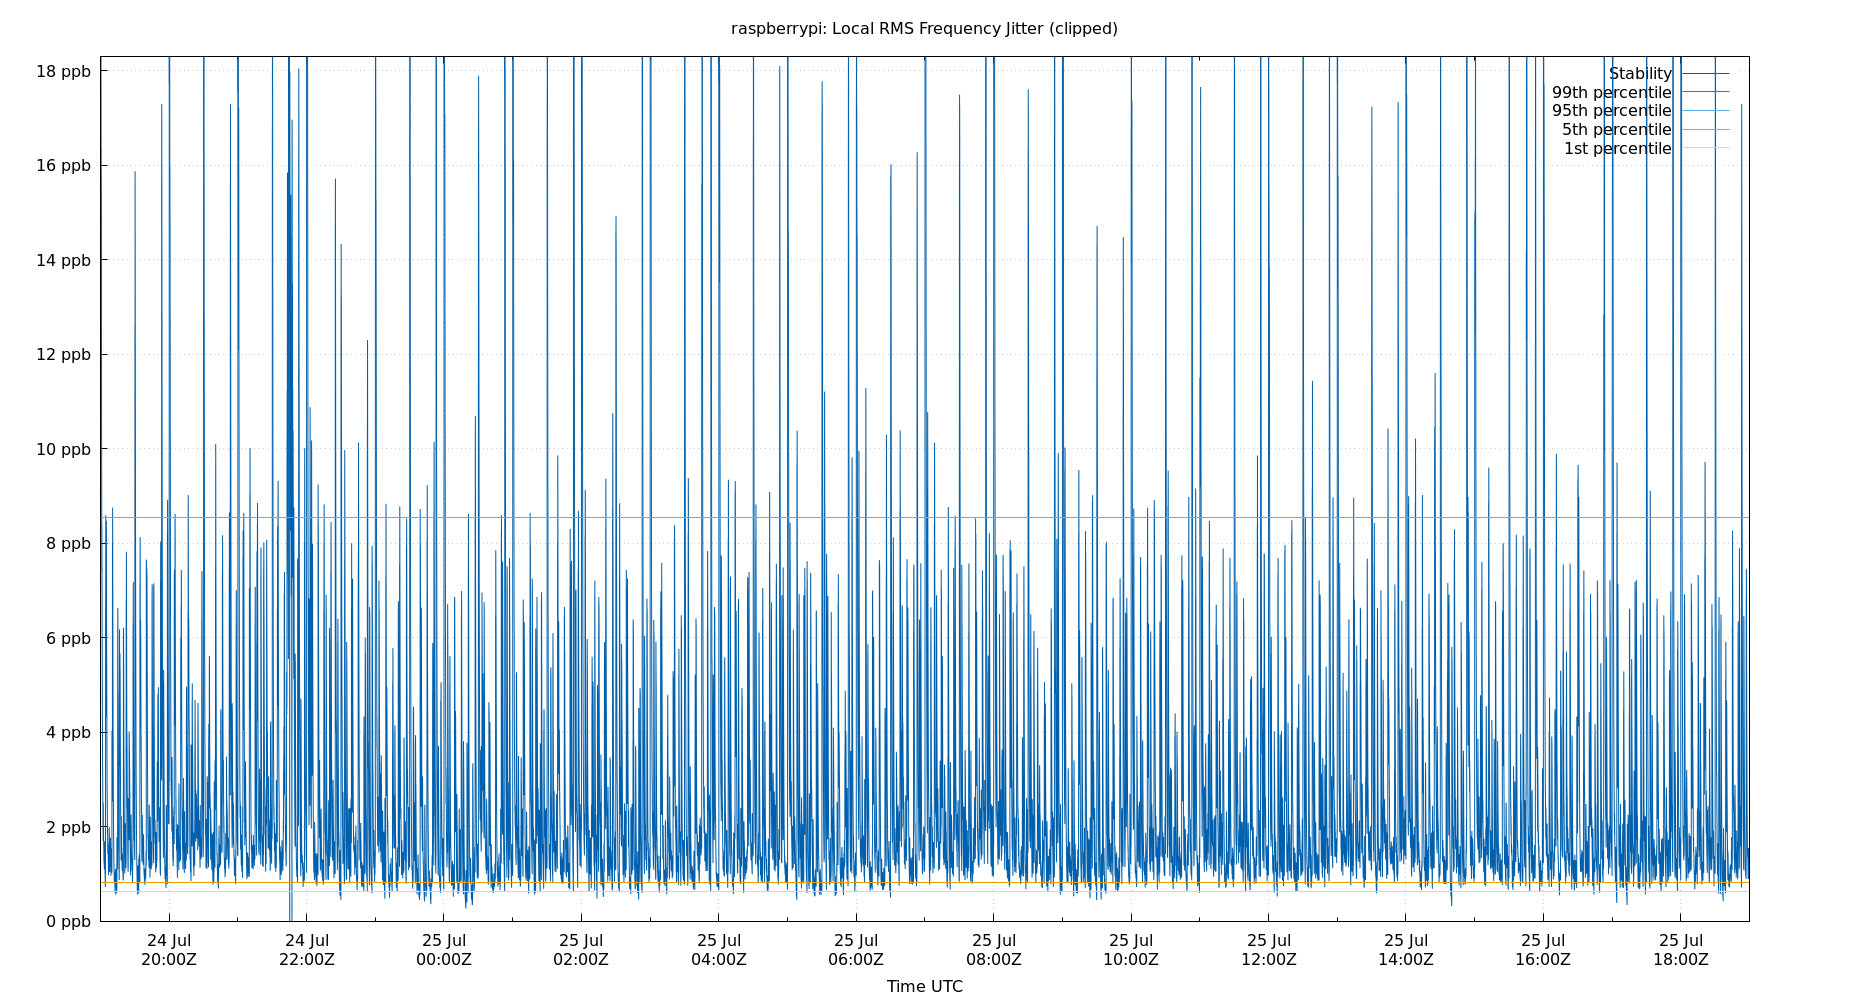 raspberrypi: Local RMS Frequency Jitter (clipped)
18 ppb
16 ppb
14 ppb
12 ppb
10 ppb
8 ppb
6 ppb
4 ppb
2 ppb
0 ppb
Stability
99th percentile
95th percentile
5th percentile
1st percentile
24 Jul 24 Jul 25 Jul 25 Jul 25 Jul 25 Jul 25 Jul 25 Jul 25 Jul 25 Jul 25 Jul 25 Jul
20:00Z 22:00Z 00:00Z 02:00Z 04:00Z 06:00Z 08:00Z 10:00Z 12:00Z 14:00Z 16:00Z 18:00Z
Time UTC